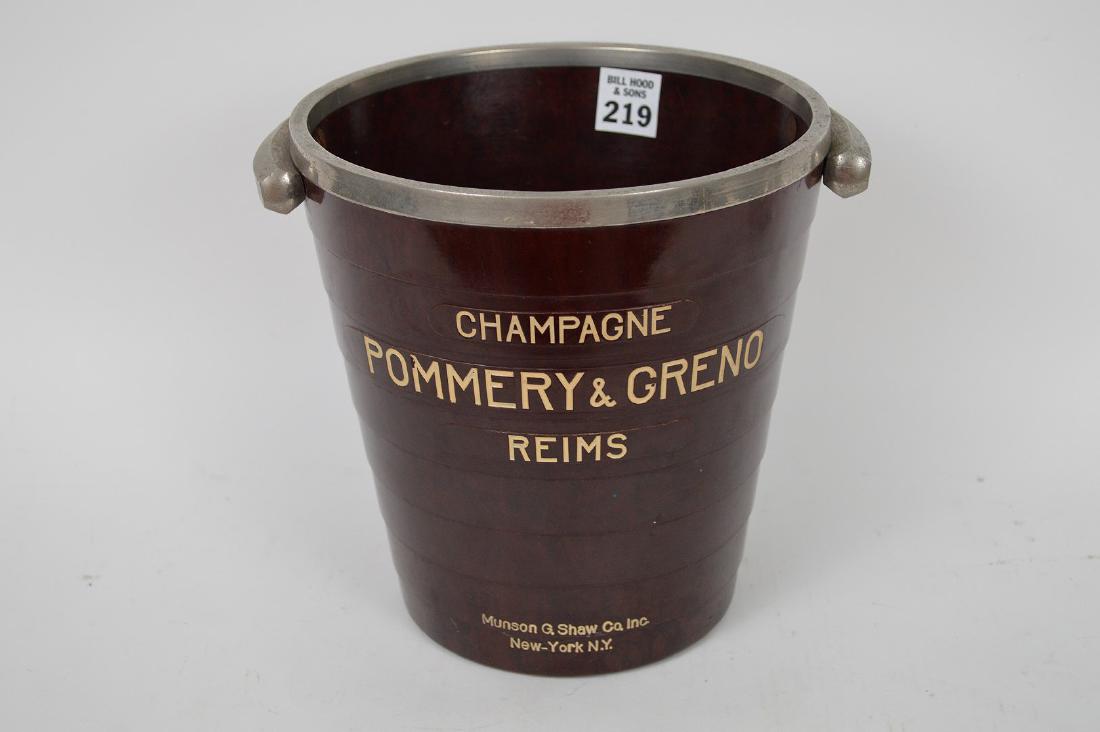 BILL HOOD
& SONS
219
CHAMPAGNE
POMMERY & GRENO
REIMS
Munson G. Shaw Co. Inc.
New-York N.Y.